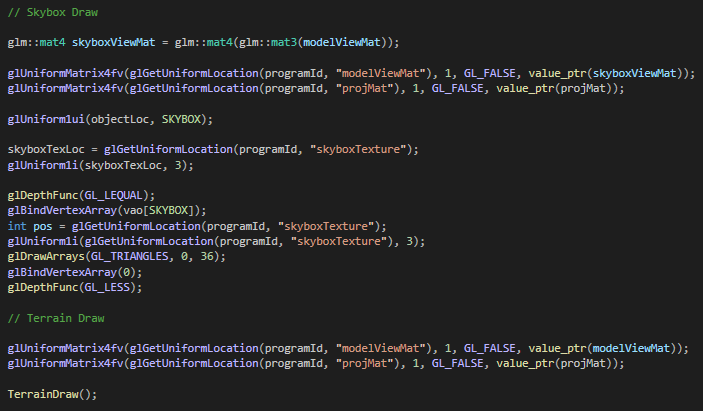 // Skybox Draw
glm::mat4 skyboxViewMat = glm::mat4(glm::mat3(modelViewMat));
glUniformMatrix4fv(glGetUniformLocation(programId, "modelViewMat"), 1, GL_FALSE, value_ptr(skyboxViewMat));
glUniformMatrix4fv(glGetUniformLocation(programId, "projMat"), 1, GL_FALSE, value_ptr(projMat));
glUniform1ui(objectLoc, SKYBOX);
skyboxTexLoc = glGetUniformLocation(programId, "skyboxTexture");
glUniform1i(skyboxTexLoc, 3);
glDepthFunc(GL_LEQUAL);
glBindVertexArray(vao[SKYBOX]);
int pos = glGetUniformLocation(programId, "skyboxTexture");
glUniform1i(glGetUniformLocation(programId, "skyboxTexture"), 3);
glDrawArrays(GL_TRIANGLES, 0, 36);
glBindVertexArray(0);
glDepthFunc(GL_LESS);
// Terrain Draw
glUniformMatrix4fv(glGetUniformLocation(programId, "modelViewMat"), 1, GL_FALSE, value_ptr(modelViewMat));
glUniformMatrix4fv(glGetUniformLocation(programId, "projMat"), 1, GL_FALSE, value_ptr(projMat));
TerrainDraw();